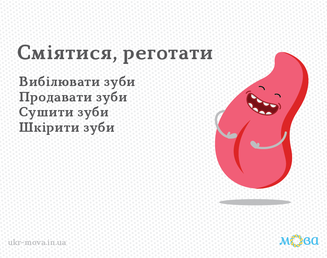 Сміятися, реготати
Вибілювати зуби
Продавати зуби
Сушити зуби
Шкірити зуби
ukr-mova.in.ua
мова